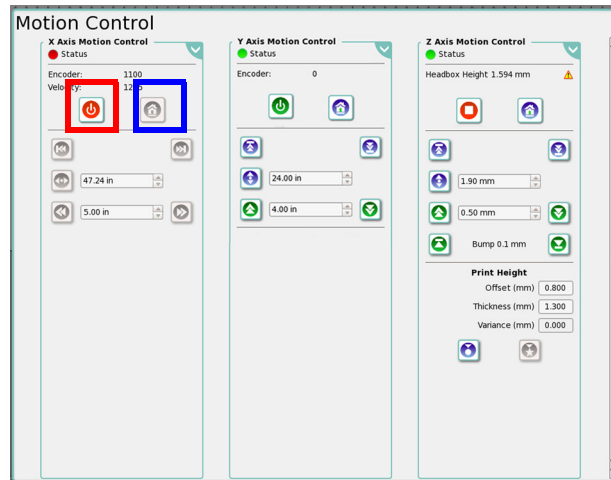 Motion Control
X Axis Motion Control
Status
Encoder: 1100
Velocity:
47.24 in
5.00 in
Y Axis Motion Control
Status
Encoder: 0
24.00 in
4.00 in
Z Axis Motion Control
Status
Headbox Height 1.594 mm
1.90 mm
0.50 mm
Bump 0.1 mm
Print Height
Offset (mm) 0.800
Thickness (mm) 1.300
Variance (mm) 0.000